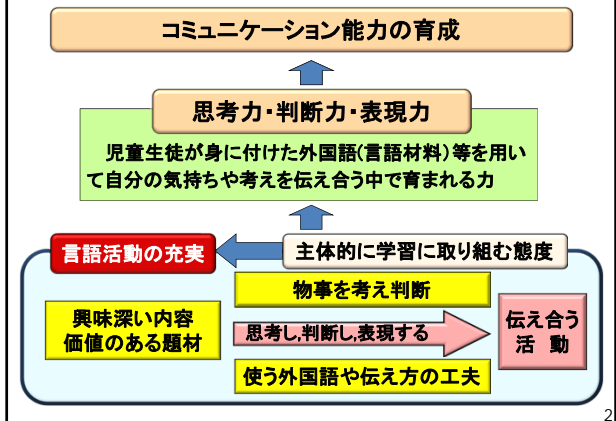 コミュニケーション能力の育成
思考力・判断力・表現力
児童生徒が身に付けた外国語(言語材料)等を用い
て自分の気持ちや考えを伝え合う中で育まれる力
言語活動の充実
主体的に学習に取り組む態度
物事を考え判断
興味深い内容
価値のある題材
思考し,判断し,表現する
伝え合う
活 動
使う外国語や伝え方の工夫
2